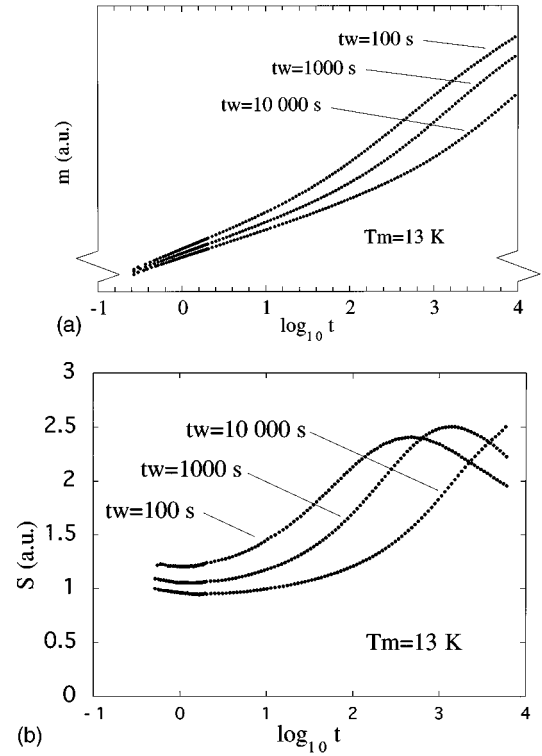 tw=100 s
tw=1000 s
tw=10 000 s
m (a.u.)
Tm=13 K
-1 0 1 2 3 4
(a)
log10 t
3
2.5
2
1.5
1
0.5
0
tw=10 000 s
tw=1000 s
tw=100 s
S (a.u.)
Tm=13 K
-1 0 1 2 3 4
(b)
log10 t